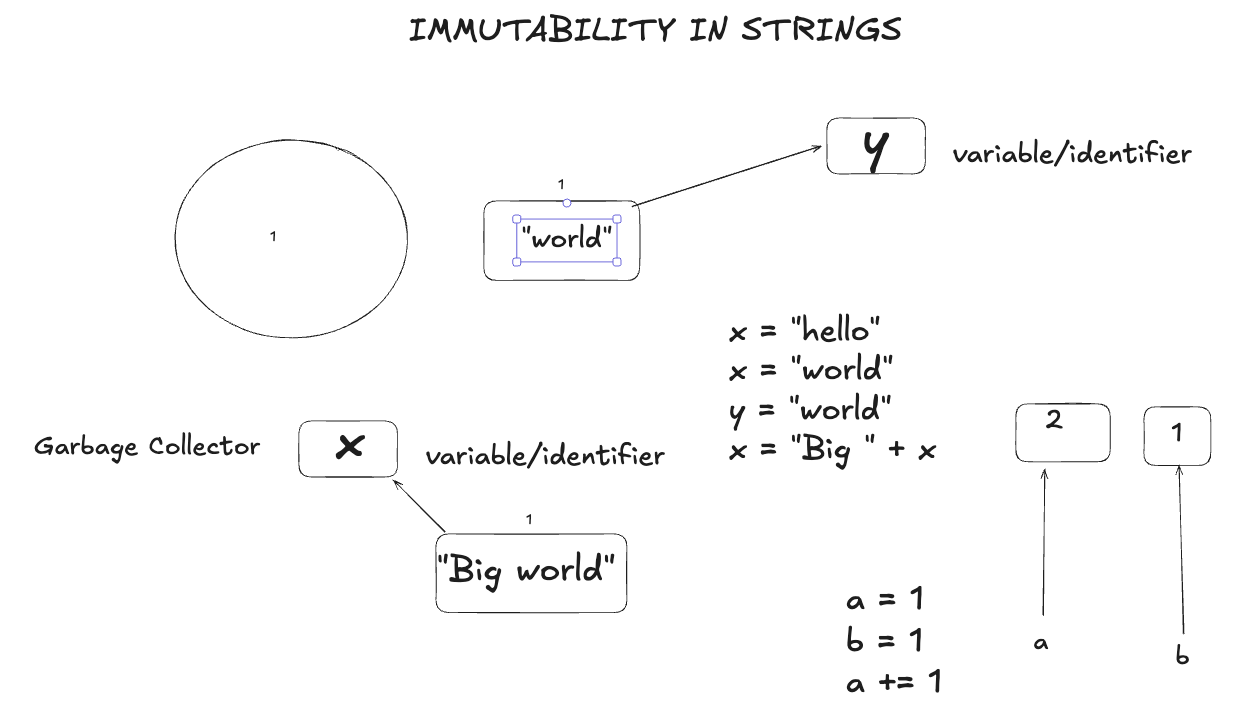 IMMUTABILITY IN STRINGS
y
variable/identifier
1
1
"world"
x = "hello"
x = "world"
y = "world"
x = "Big " + x
2
1
Garbage Collector
x
variable/identifier
1
"Big world"
a = 1
b = 1
a += 1
a
b